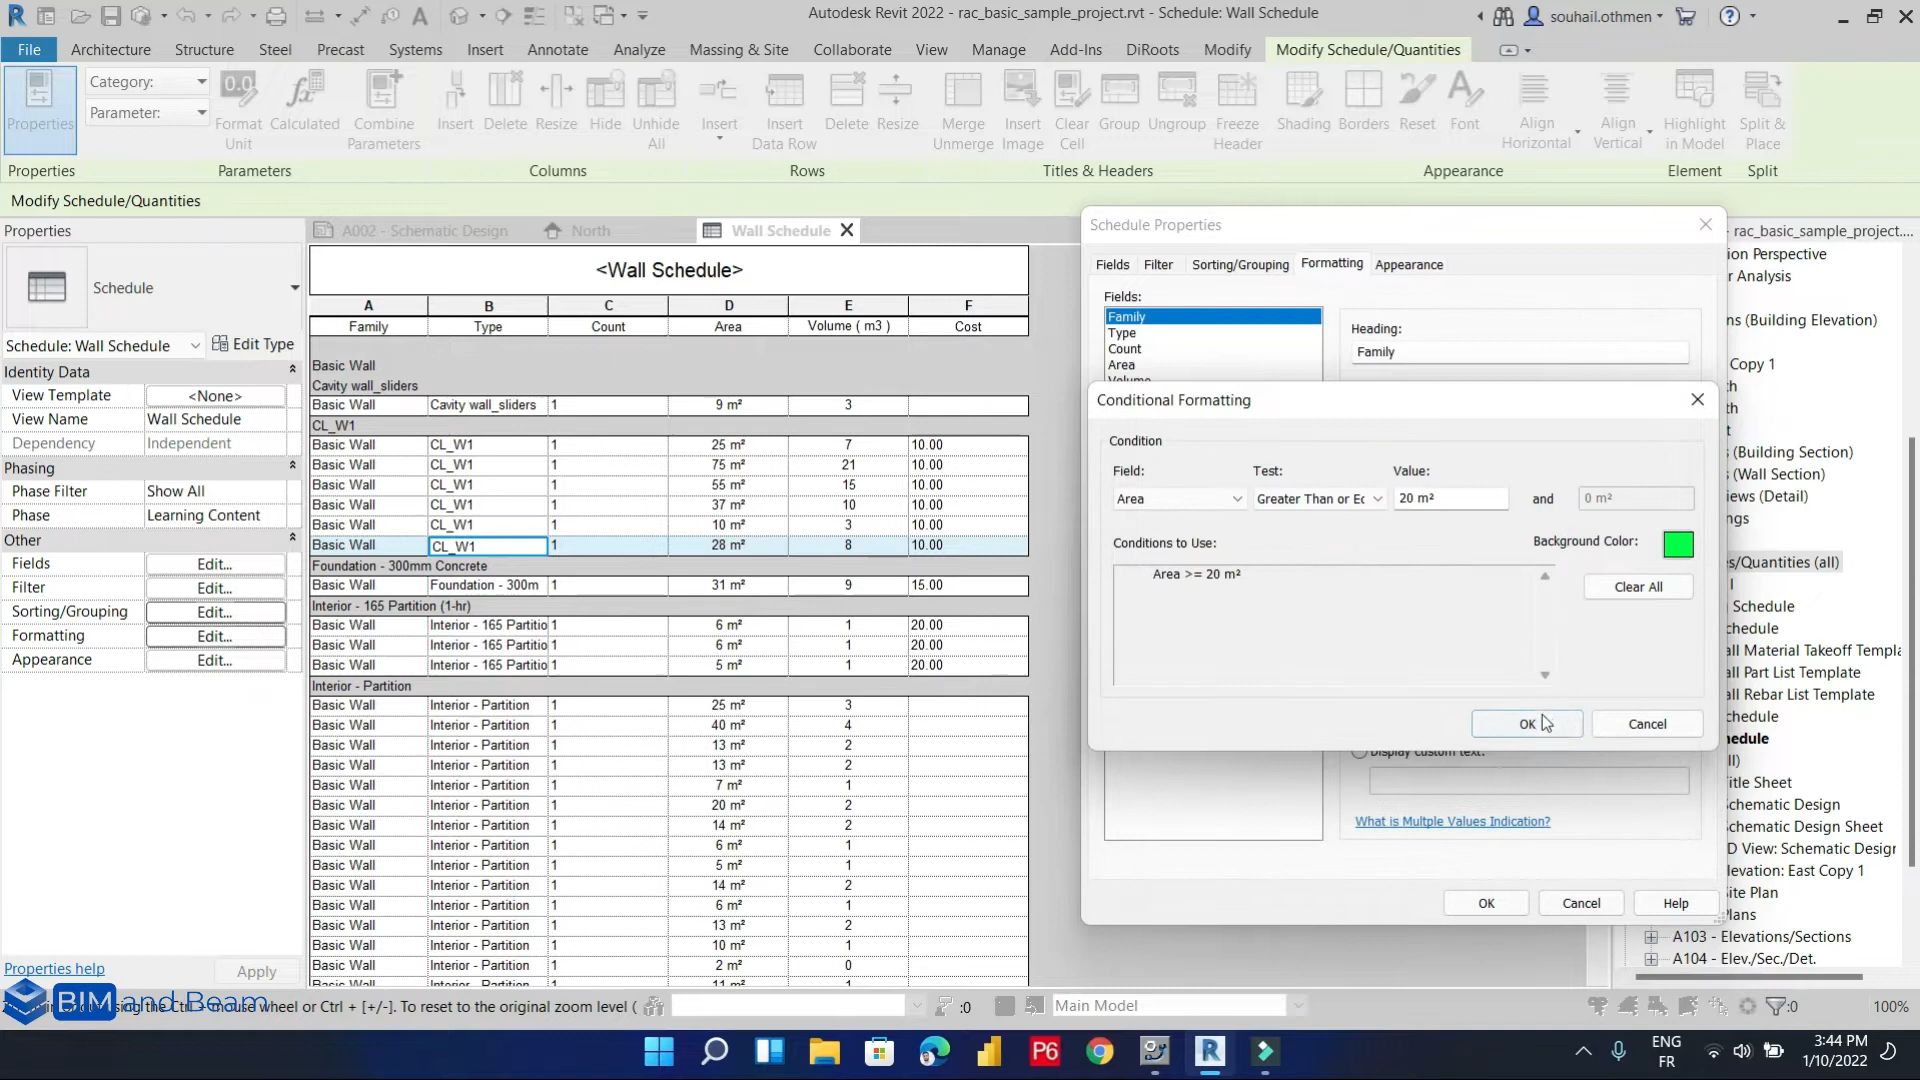 Autodesk Revit 2022 - rac_basic_sample_project.rvt - Schedule: Wall Schedule
souhail.othmen
File Architecture Structure Steel Precast Systems Insert Annotate Analyze Massing & Site Collaborate View Manage Add-Ins DiRoots Modify Modify Schedule/Quantities
Properties
Category:
Parameter:
Format Unit
Calculated
Combine Parameters
Insert Delete Resize Hide Unhide All
Insert
Insert Data Row
Delete Resize
Merge Unmerge
Insert Image
Clear Cell
Group Ungroup
Freeze Header
Shading Borders Reset Font
Align Horizontal
Align Vertical
Highlight in Model
Split & Place
Properties Parameters Columns Rows Titles & Headers Appearance Element Split
Modify Schedule/Quantities
Properties
Schedule
Schedule: Wall Schedule
Edit Type
Identity Data
View Template <None>
View Name Wall Schedule
Dependency Independent
Phasing
Phase Filter Show All
Phase Learning Content
Other
Fields Edit...
Filter Edit...
Sorting/Grouping Edit...
Formatting Edit...
Appearance Edit...
Properties help Apply
A002 - Schematic Design North Wall Schedule
<Wall Schedule>
A B C D E F
Family Type Count Area Volume ( m3 ) Cost
Basic Wall
Cavity wall_sliders
Basic Wall Cavity wall_sliders 1 9 m² 3
CL_W1
Basic Wall CL_W1 1 25 m² 7 10.00
Basic Wall CL_W1 1 75 m² 21 10.00
Basic Wall CL_W1 1 55 m² 15 10.00
Basic Wall CL_W1 1 37 m² 10 10.00
Basic Wall CL_W1 1 10 m² 3 10.00
Basic Wall CL_W1 1 28 m² 8 10.00
Foundation - 300mm Concrete
Basic Wall Foundation - 300m 1 31 m² 9 15.00
Interior - 165 Partition (1-hr)
Basic Wall Interior - 165 Partitio 1 6 m² 1 20.00
Basic Wall Interior - 165 Partitio 1 6 m² 1 20.00
Basic Wall Interior - 165 Partitio 1 5 m² 1 20.00
Interior - Partition
Basic Wall Interior - Partition 1 25 m² 3
Basic Wall Interior - Partition 1 40 m² 4
Basic Wall Interior - Partition 1 13 m² 2
Basic Wall Interior - Partition 1 13 m² 2
Basic Wall Interior - Partition 1 7 m² 1
Basic Wall Interior - Partition 1 20 m² 2
Basic Wall Interior - Partition 1 14 m² 2
Basic Wall Interior - Partition 1 6 m² 1
Basic Wall Interior - Partition 1 5 m² 1
Basic Wall Interior - Partition 1 14 m² 2
Basic Wall Interior - Partition 1 6 m² 1
Basic Wall Interior - Partition 1 13 m² 2
Basic Wall Interior - Partition 1 10 m² 1
Basic Wall Interior - Partition 1 2 m² 0
Schedule Properties
Fields Filter Sorting/Grouping Formatting Appearance
Fields:
Family
Type
Count
Area
Heading:
Family
Conditional Formatting
Condition
Field: Test: Value:
Area Greater Than or Ec 20 m² and 0 m²
Conditions to Use: Background Color:
Area >= 20 m²
Clear All
OK Cancel
Display custom text:
What is Multple Values Indication?
OK Cancel Help
- rac_basic_sample_project....
ion Perspective
r Analysis
ns (Building Elevation)
Copy 1
th
th
t
s (Building Section)
s (Wall Section)
iews (Detail)
ngs
s/Quantities (all)
l
Schedule
chedule
all Material Takeoff Templa
all Part List Template
all Rebar List Template
chedule
hedule
ll)
itle Sheet
chematic Design
chematic Design Sheet
D View: Schematic Design
levation: East Copy 1
ite Plan
lans
A103 - Elevations/Sections
A104 - Elev./Sec./Det.
BIM and Beam
using the Ctrl + mouse wheel or Ctrl + [+/-]. To reset to the original zoom level (
:0
Main Model
:0
100%
P6
R
ENG
FR
3:44 PM
1/10/2022